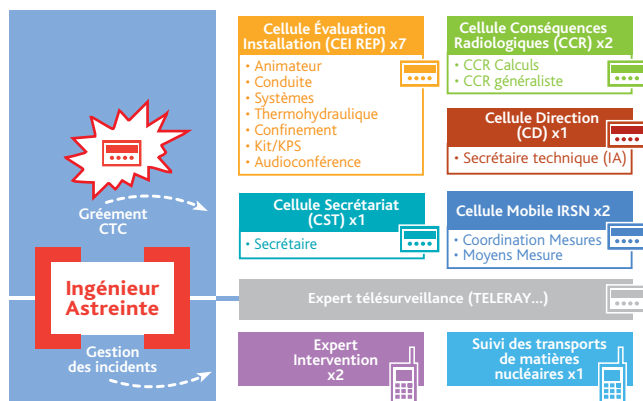 Gréement
CTC
Ingénieur
Astreinte
Gestion
des incidents
Cellule Évaluation
Installation (CEI REP) x7
• Animateur
• Conduite
• Systèmes
• Thermohydraulique
• Confinement
• Kit/KPS
• Audioconférence
Cellule Conséquences
Radiologiques (CCR) x2
• CCR Calculs
• CCR généraliste
Cellule Direction
(CD) x1
• Secrétaire technique (IA)
Cellule Secrétariat
(CST) x1
• Secrétaire
Cellule Mobile IRSN x2
• Coordination Mesures
• Moyens Mesure
Expert télésurveillance (TELERAY...)
Expert
Intervention
x2
Suivi des transports
de matières
nucléaires x1